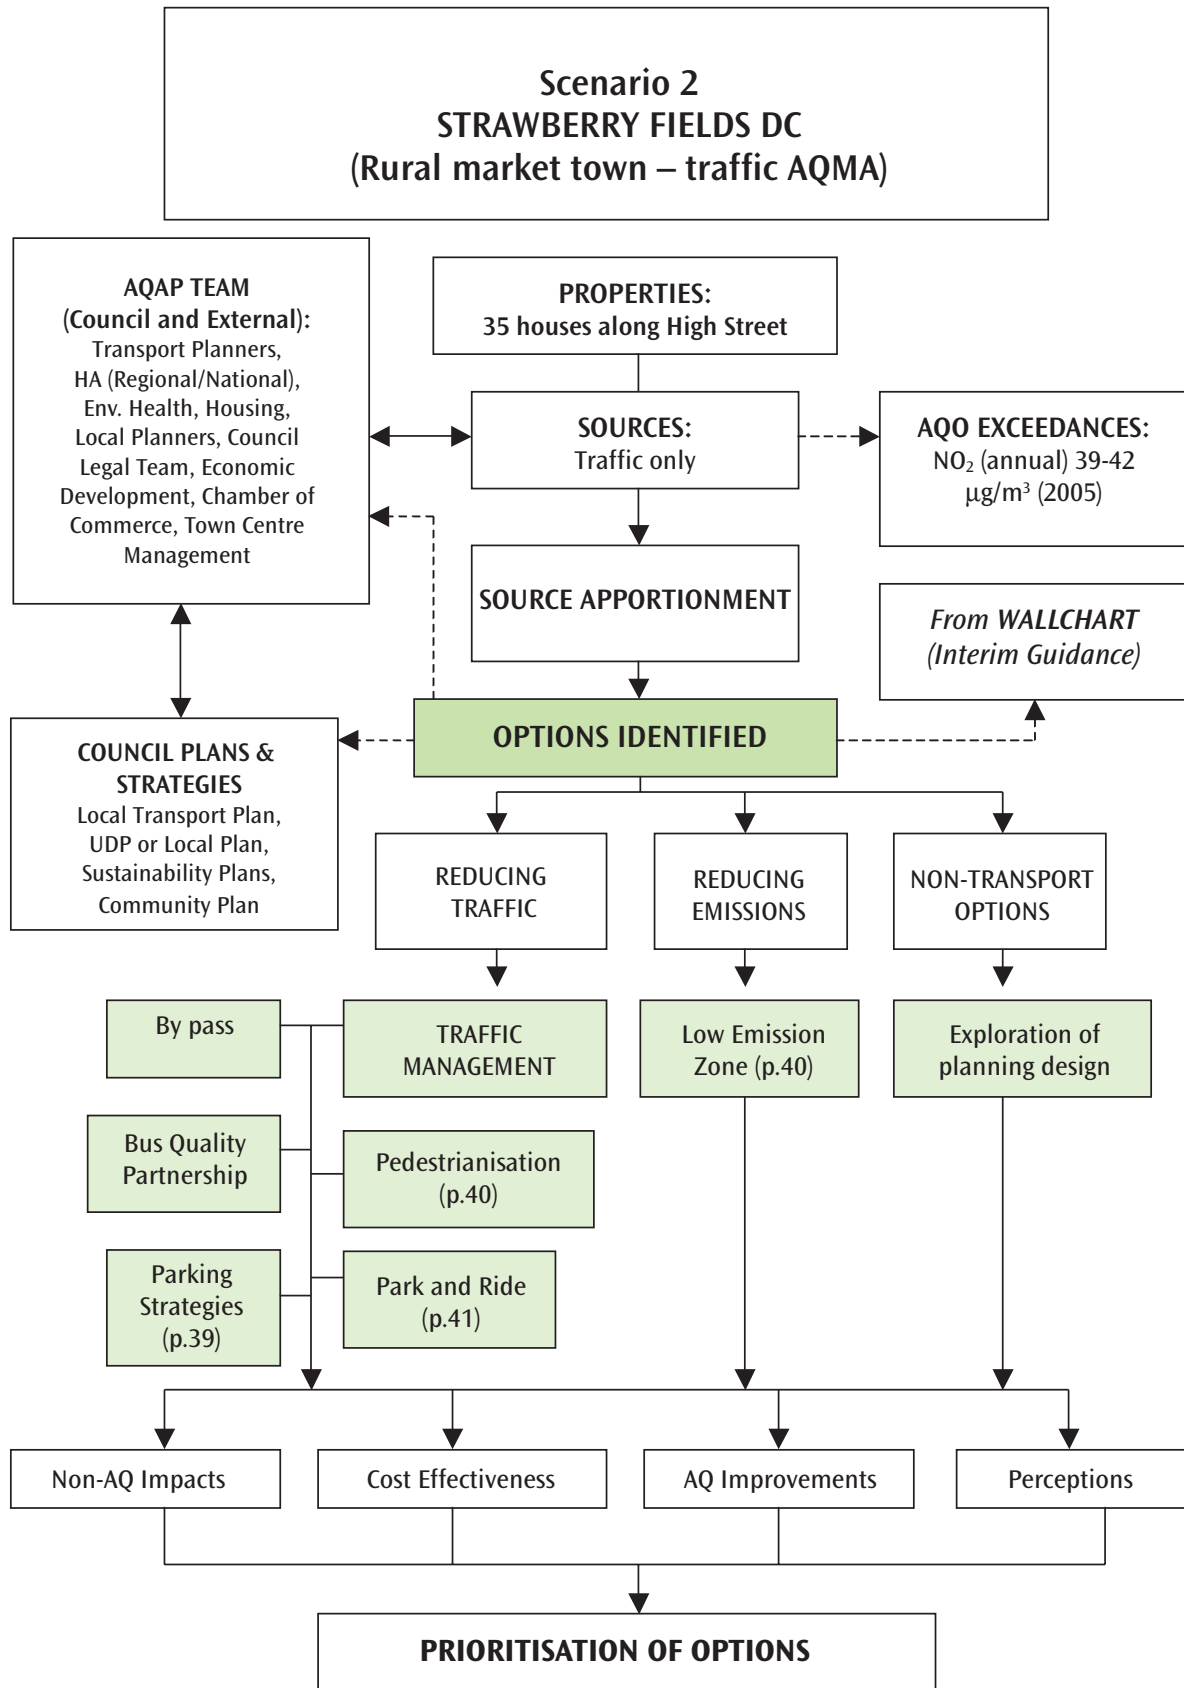 Scenario 2
STRAWBERRY FIELDS DC
(Rural market town – traffic AQMA)
AQAP TEAM
(Council and External):
Transport Planners,
HA (Regional/National),
Env. Health, Housing,
Local Planners, Council
Legal Team, Economic
Development, Chamber of
Commerce, Town Centre
Management
PROPERTIES:
35 houses along High Street
SOURCES:
Traffic only
AQO EXCEEDANCES:
NO₂ (annual) 39-42
µg/m³ (2005)
SOURCE APPORTIONMENT
From WALLCHART
(Interim Guidance)
OPTIONS IDENTIFIED
COUNCIL PLANS &
STRATEGIES
Local Transport Plan,
UDP or Local Plan,
Sustainability Plans,
Community Plan
REDUCING
TRAFFIC
REDUCING
EMISSIONS
NON-TRANSPORT
OPTIONS
By pass
TRAFFIC
MANAGEMENT
Low Emission
Zone (p.40)
Exploration of
planning design
Bus Quality
Partnership
Pedestrianisation
(p.40)
Parking
Strategies
(p.39)
Park and Ride
(p.41)
Non-AQ Impacts
Cost Effectiveness
AQ Improvements
Perceptions
PRIORITISATION OF OPTIONS